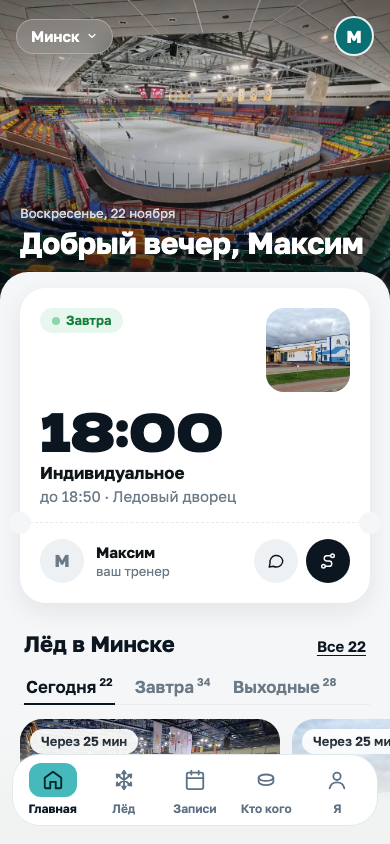 Минск
М
Воскресенье, 22 ноября
Добрый вечер, Максим
Завтра
18:00
Индивидуальное
до 18:50 · Ледовый дворец
М
Максим
ваш тренер
Лёд в Минске
Все 22
Сегодня 22 Завтра 34 Выходные 28
Через 25 мин
Через 25 мин
Главная Лёд Записи Кто кого Я